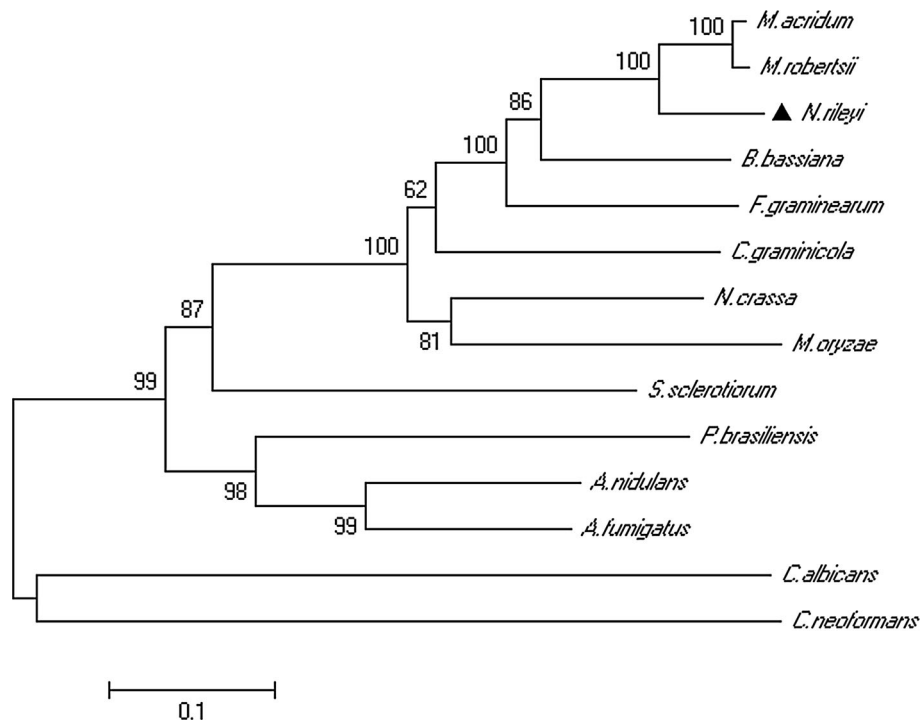 100 M.acridum
100 M.robertsii
86 ▲ N.rileyi
100 B.bassiana
62 F.graminearum
100 C.graminicola
87 N.crassa
81 M.oryzae
99 S.sclerotiorum
P.brasiliensis
98 A.nidulans
99 A.fumigatus
C.albicans
C.neoformans
0.1